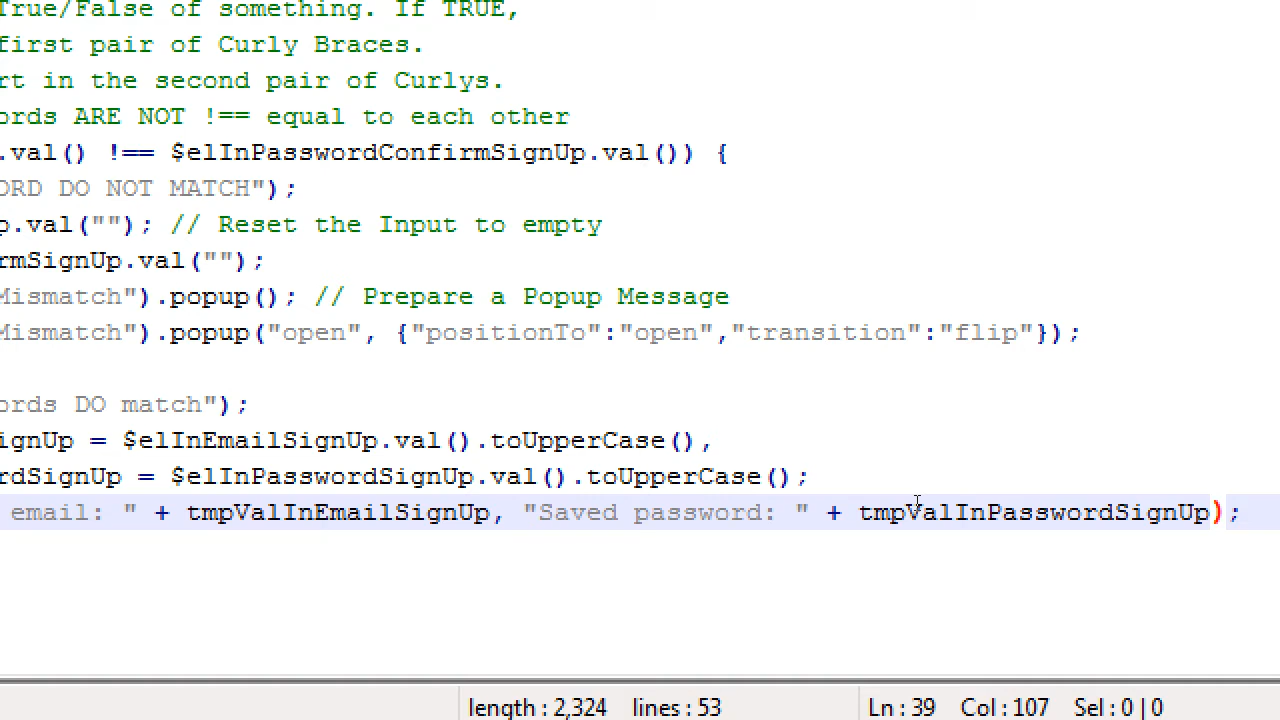 True/False of something. If TRUE,
first pair of Curly Braces.
rt in the second pair of Curlys.
ords ARE NOT !== equal to each other
.val() !== $elInPasswordConfirmSignUp.val()) {
ORD DO NOT MATCH");
p.val(""); // Reset the Input to empty
rmSignUp.val("");
Mismatch").popup(); // Prepare a Popup Message
Mismatch").popup("open", {"positionTo":"open","transition":"flip"});
ords DO match");
ignUp = $elInEmailSignUp.val().toUpperCase(),
rdSignUp = $elInPasswordSignUp.val().toUpperCase();
email: " + tmpValInEmailSignUp, "Saved password: " + tmpValInPasswordSignUp);
length : 2,324 lines : 53 Ln : 39 Col : 107 Sel : 0 | 0